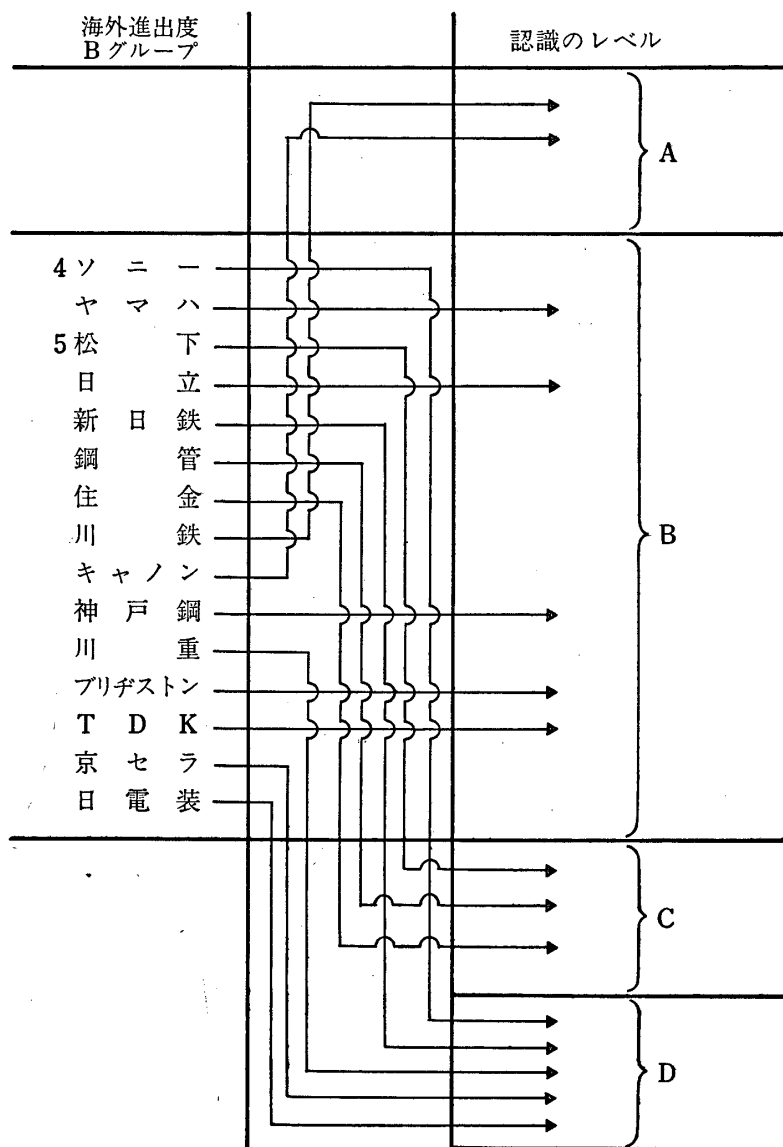 海外進出度
Bグループ
認識のレベル
A
4ソニー
ヤマハ
5松下
日立
新日鉄
鋼管
住金
川鉄
キャノン
神戸鋼
川重
ブリヂストン
TDK
京セラ
日電装
B
C
D